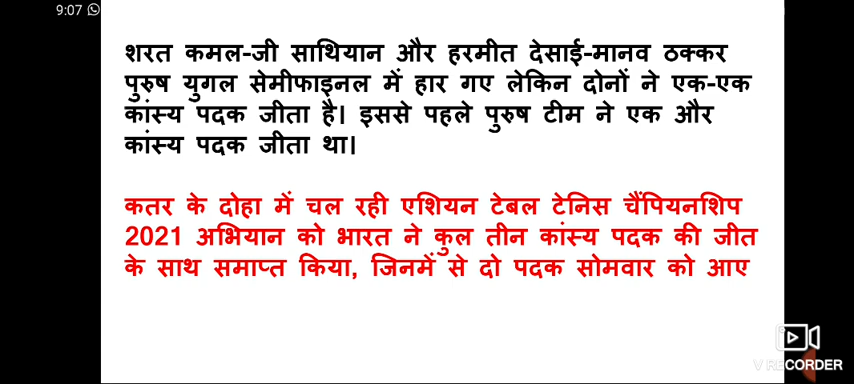 9:07
शरत कमल-जी साथियान और हरमीत देसाई-मानव ठक्कर
पुरुष युगल सेमीफाइनल में हार गए लेकिन दोनों ने एक-एक
कांस्य पदक जीता है। इससे पहले पुरुष टीम ने एक और
कांस्य पदक जीता था।
कतर के दोहा में चल रही एशियन टेबल टेनिस चैंपियनशिप
2021 अभियान को भारत ने कुल तीन कांस्य पदक की जीत
के साथ समाप्त किया, जिनमें से दो पदक सोमवार को आए
V RECORDER